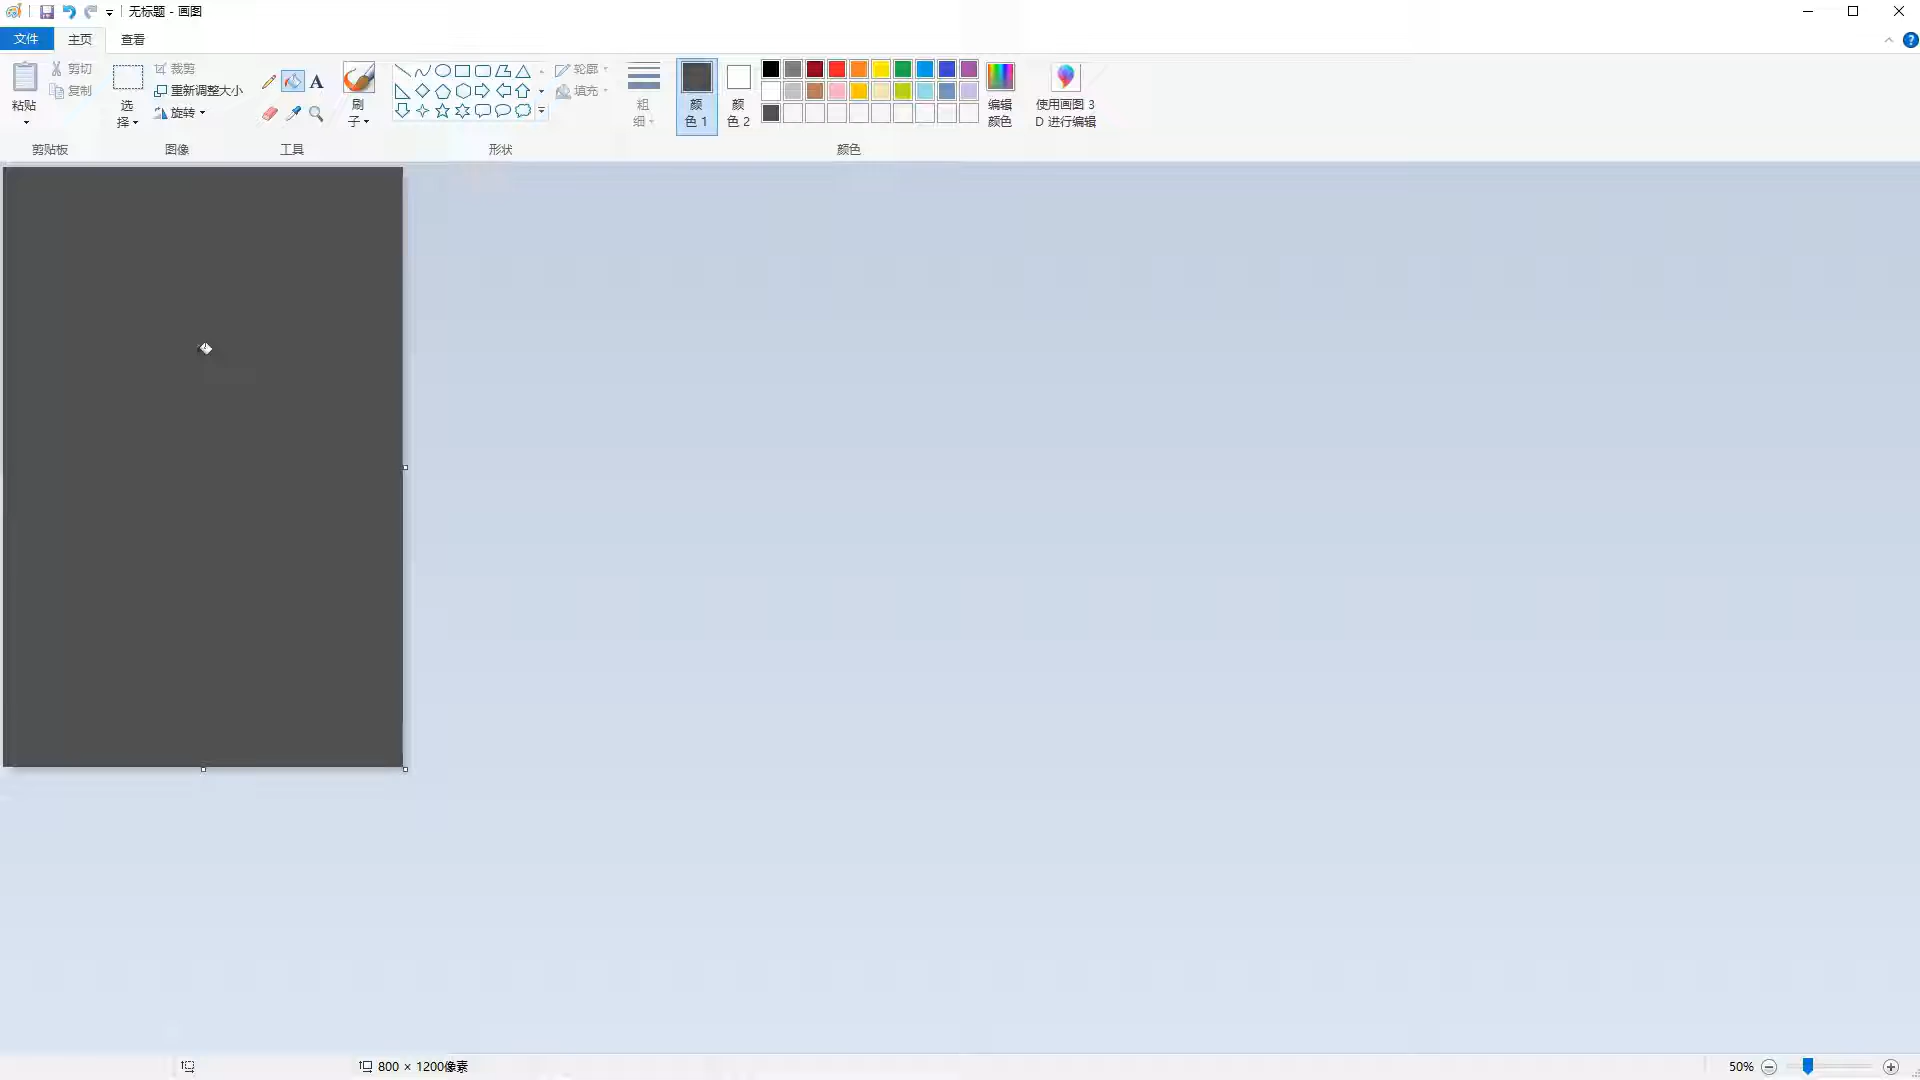 无标题 - 画图
文件 主页 查看
粘贴
剪切
复制
剪贴板
选择
裁剪
重新调整大小
旋转
图像
A
工具
刷子
轮廓
填充
形状
粗细
颜色 1
颜色 2
编辑颜色
颜色
使用画图 3D 进行编辑
800 × 1200像素
50%